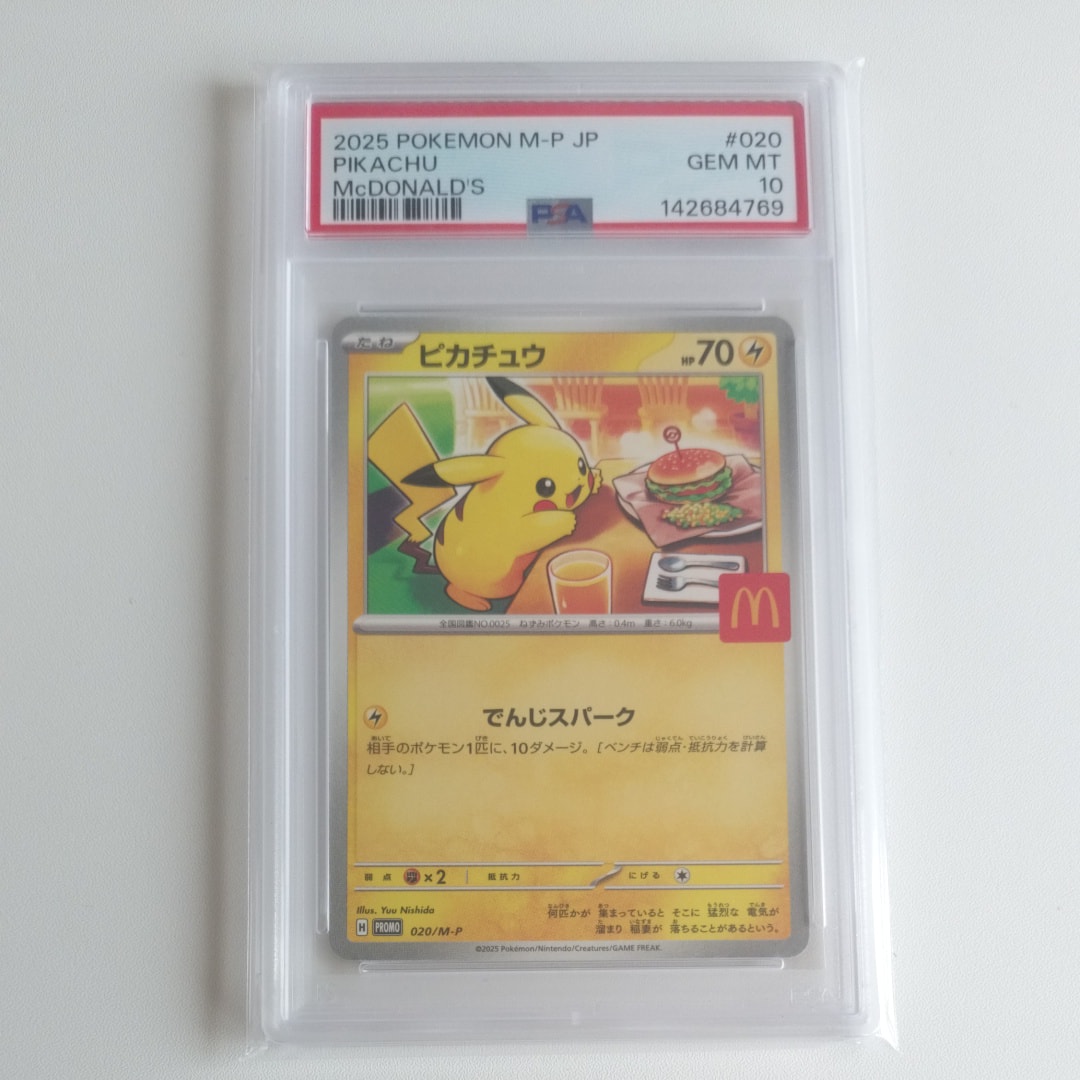 2025 POKEMON M-P JP #020
PIKACHU GEM MT
McDONALD'S 10
PSA 142684769
たね ピカチュウ HP70
全国図鑑NO.0025 ねずみポケモン 高さ:0.4m 重さ:6.0kg
でんじスパーク
相手のポケモン1匹に、10ダメージ。[ベンチは弱点・抵抗力を計算
しない。]
弱点 ×2 抵抗力 にげる
Illus. Yuu Nishida
何匹かが 集まっていると そこに 猛烈な 電気が
溜まり 稲妻が 落ちることがあるという。
H PROMO 020/M-P
©2025 Pokémon/Nintendo/Creatures/GAME FREAK.